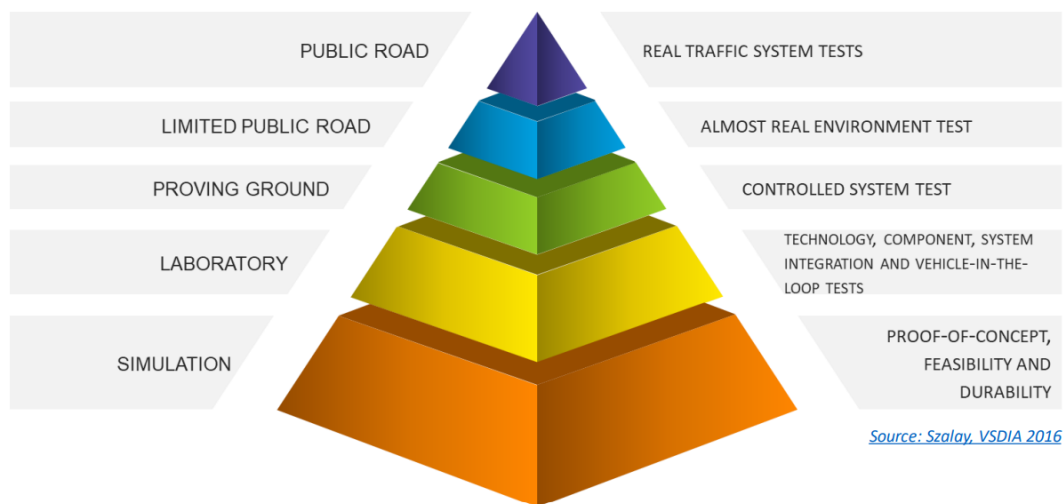 PUBLIC ROAD
REAL TRAFFIC SYSTEM TESTS
LIMITED PUBLIC ROAD
ALMOST REAL ENVIRONMENT TEST
PROVING GROUND
CONTROLLED SYSTEM TEST
LABORATORY
TECHNOLOGY, COMPONENT, SYSTEM
INTEGRATION AND VEHICLE-IN-THE-
LOOP TESTS
SIMULATION
PROOF-OF-CONCEPT,
FEASIBILITY AND
DURABILITY
Source: Szalay, VSDIA 2016